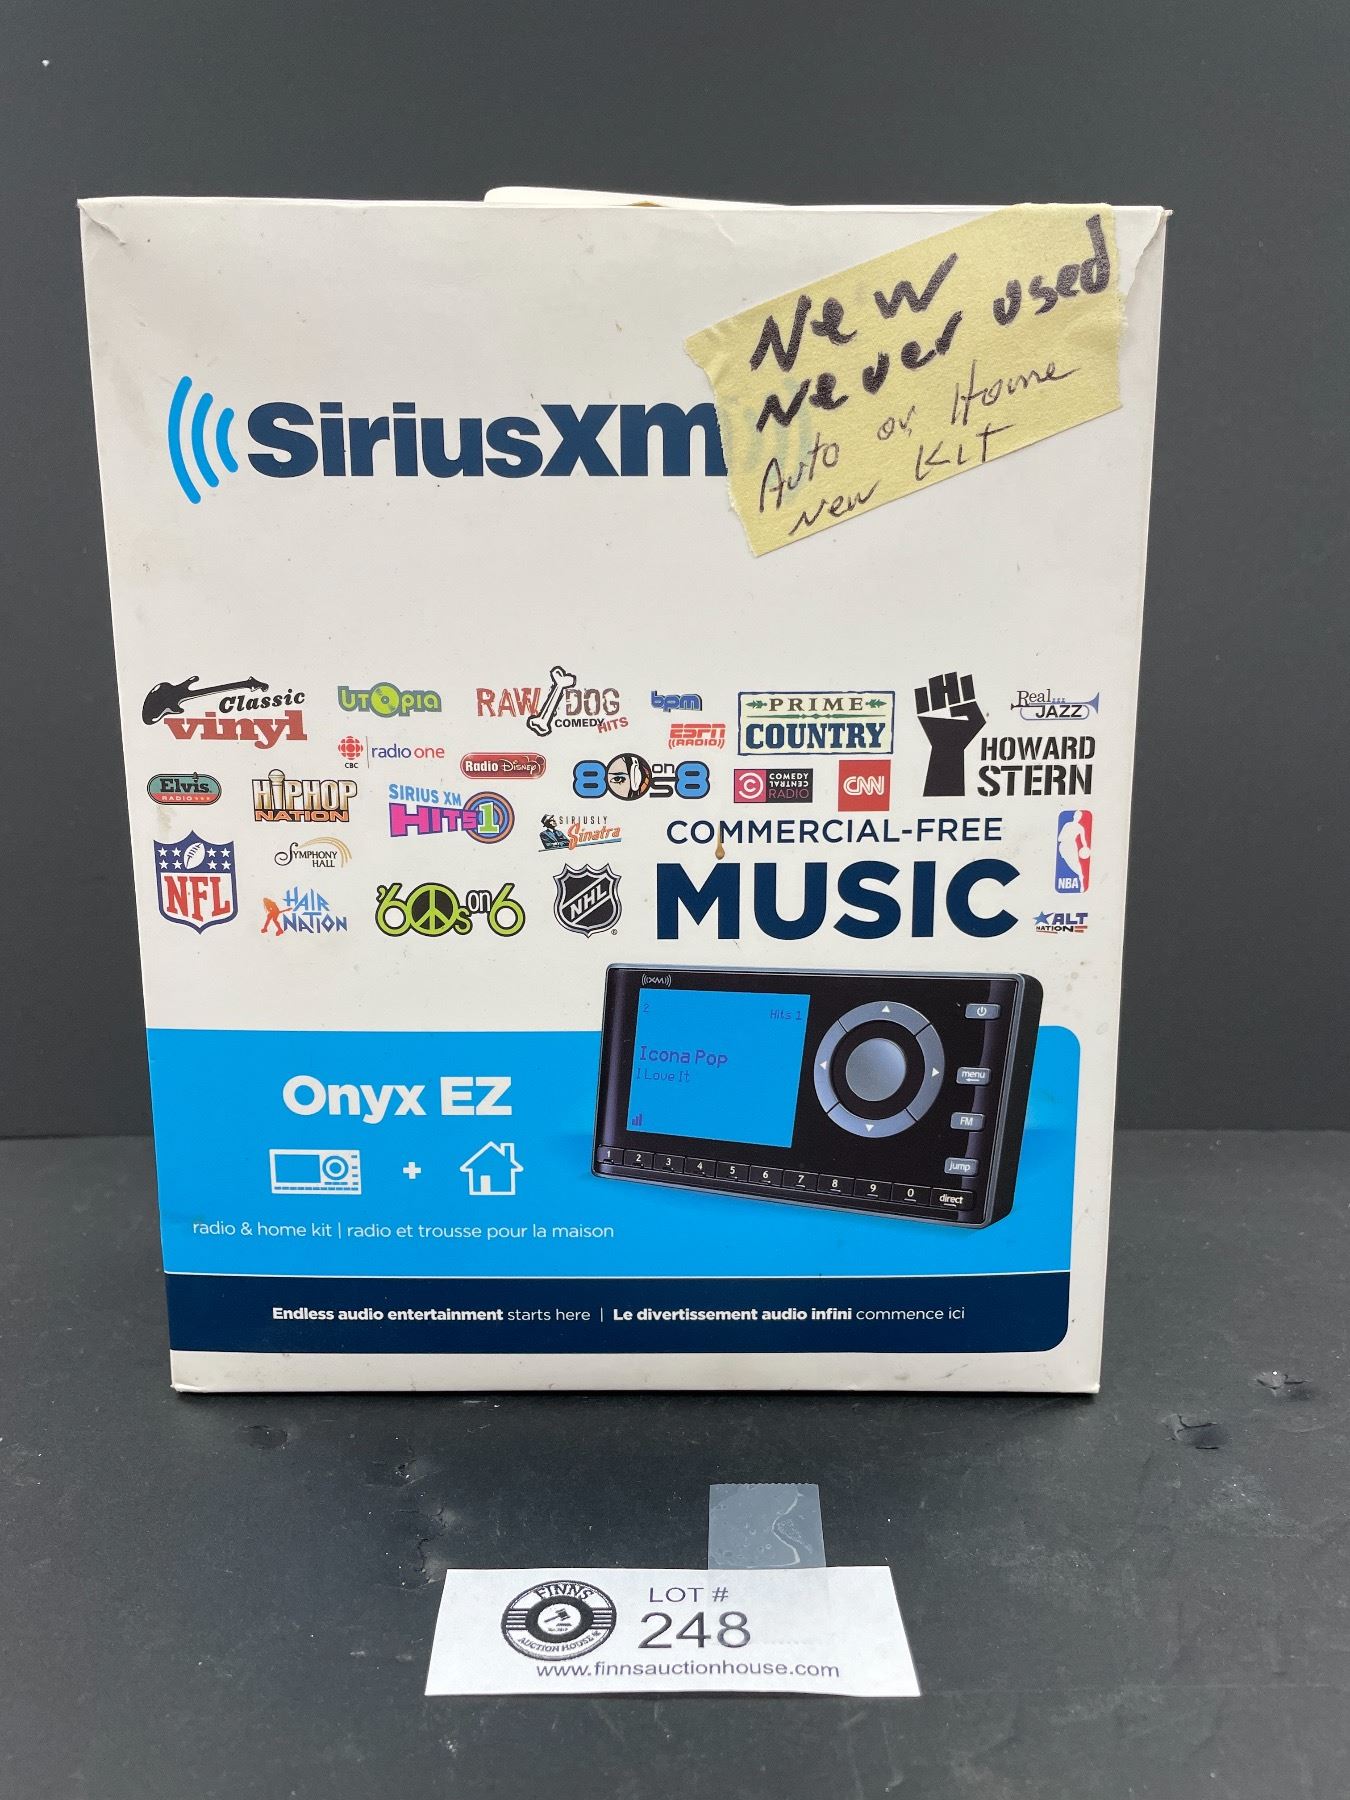 New
Never used
Auto or Home
New KIT
SiriusXM
Classic
vinyl
UTOpia
RAW DOG
COMEDY HITS
bpm
ESPN
((RADIO))
PRIME
COUNTRY
HOWARD
STERN
Real...
JAZZ
CBC
radio one
Radio Disney
80s on 8
COMEDY
CENTRAL
RADIO
CNN
Elvis
RADIO
HIPHOP
NATION
SIRIUS XM
HITS 1
SIRIUSLY
Sinatra
COMMERCIAL-FREE
MUSIC
NBA
NFL
SYMPHONY
HALL
HAIR
NATION
'60s on 6
NHL
ALT
NATION
((XM))
2 Hits 1
Icona Pop
I Love It
menu
FM
jump
1 2 3 4 5 6 7 8 9 0 direct
Onyx EZ
+
radio & home kit | radio et trousse pour la maison
Endless audio entertainment starts here | Le divertissement audio infini commence ici
FINNS
AUCTION HOUSE
LOT #
248
www.finnsauctionhouse.com